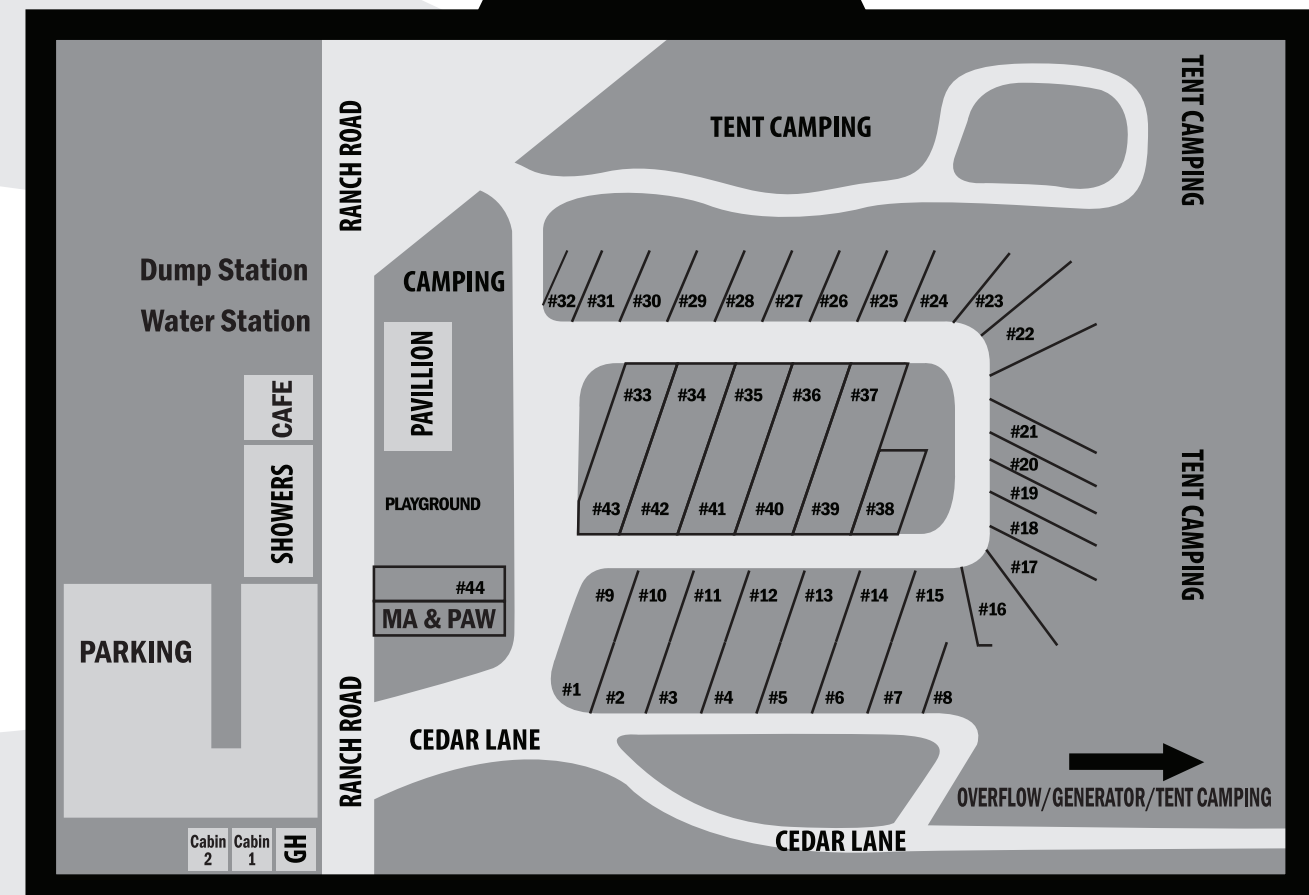 TENT CAMPING
TENT CAMPING
RANCH ROAD
Dump Station
Water Station
CAMPING
#32
#31
#30
#29
#28
#27
#26
#25
#24
#23
#22
PAVILLION
CAFE
#33
#34
#35
#36
#37
#21
#20
#19
#18
#17
#16
TENT CAMPING
SHOWERS
PLAYGROUND
#43
#42
#41
#40
#39
#38
#44
MA & PAW
#9
#10
#11
#12
#13
#14
#15
PARKING
#1
#2
#3
#4
#5
#6
#7
#8
RANCH ROAD
CEDAR LANE
OVERFLOW/GENERATOR/TENT CAMPING
Cabin
2
Cabin
1
GH
CEDAR LANE